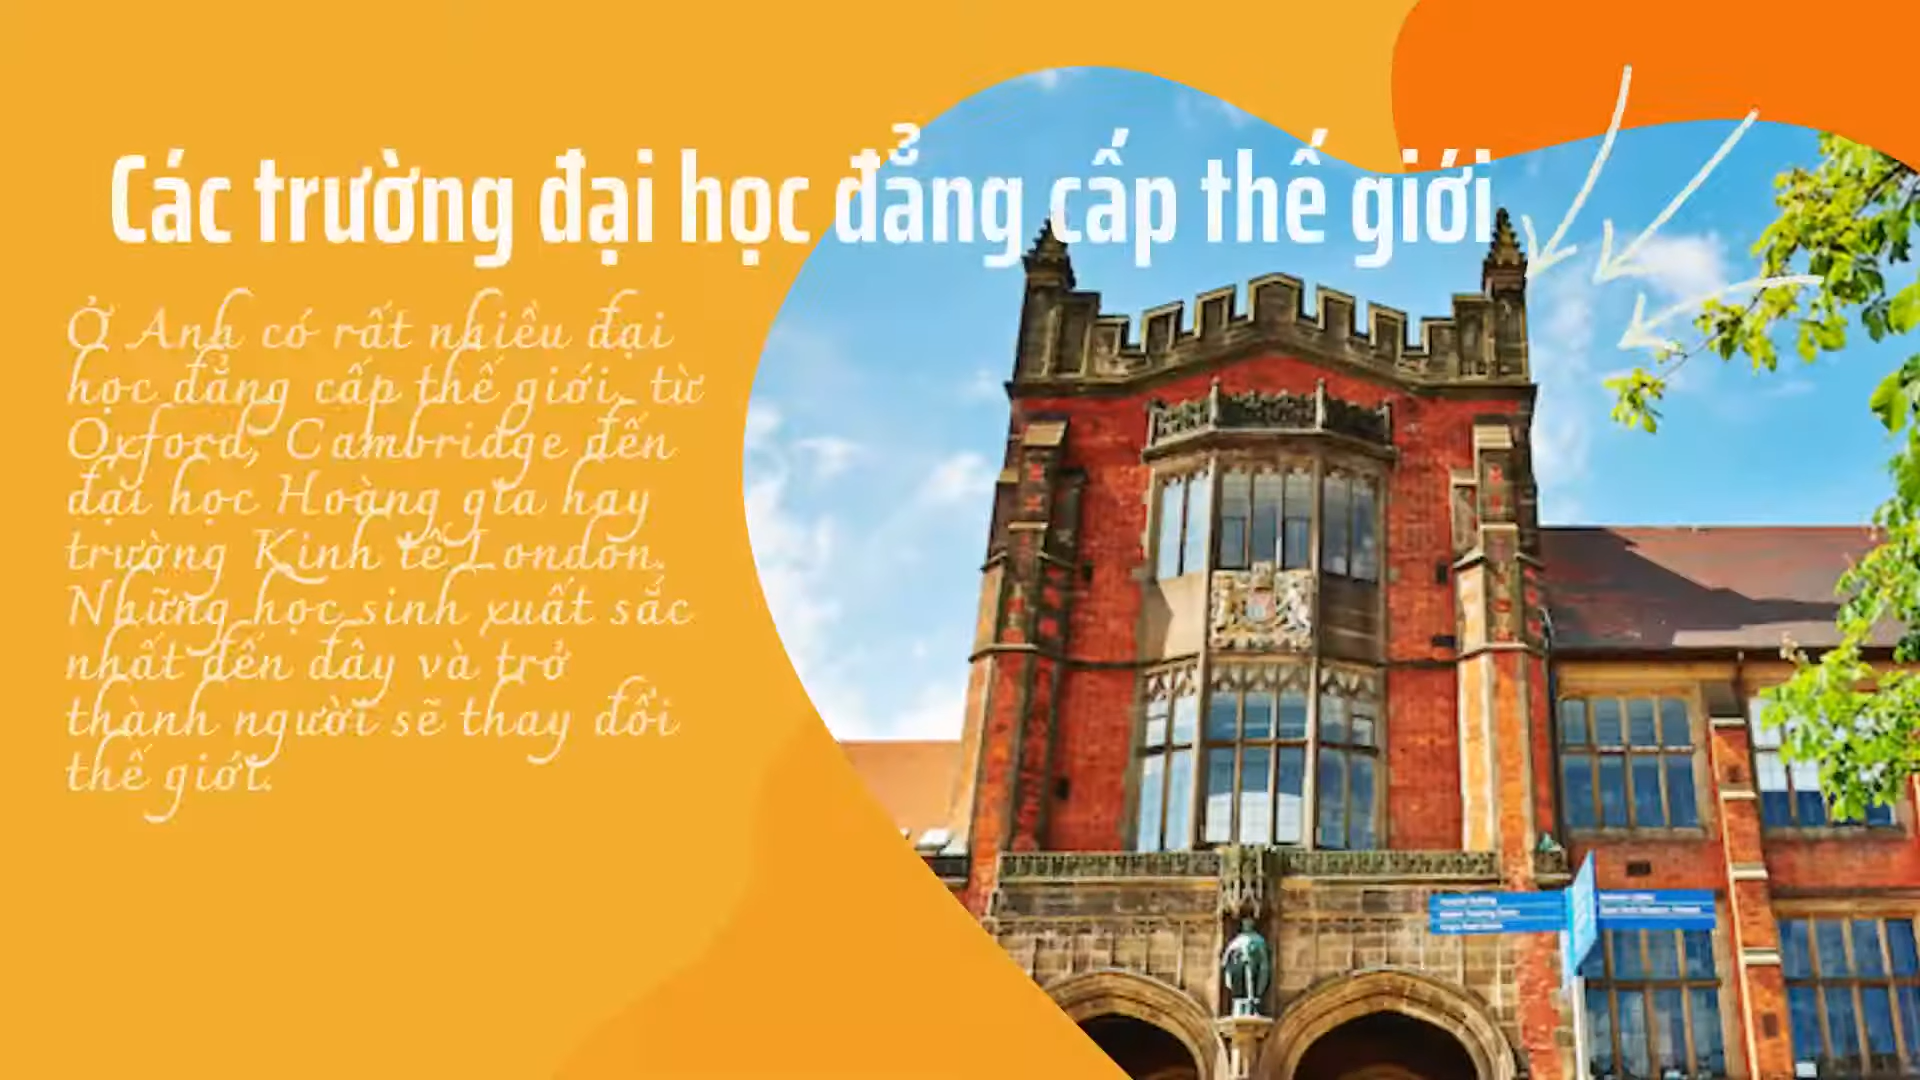 Các trường đại học đẳng cấp thế giới
Ở Anh có rất nhiều đại
học đẳng cấp thế giới, từ
Oxford, Cambridge đến
đại học Hoàng gia hay
trường Kinh tế London.
Những học sinh xuất sắc
nhất đến đây và trở
thành người sẽ thay đổi
thế giới.